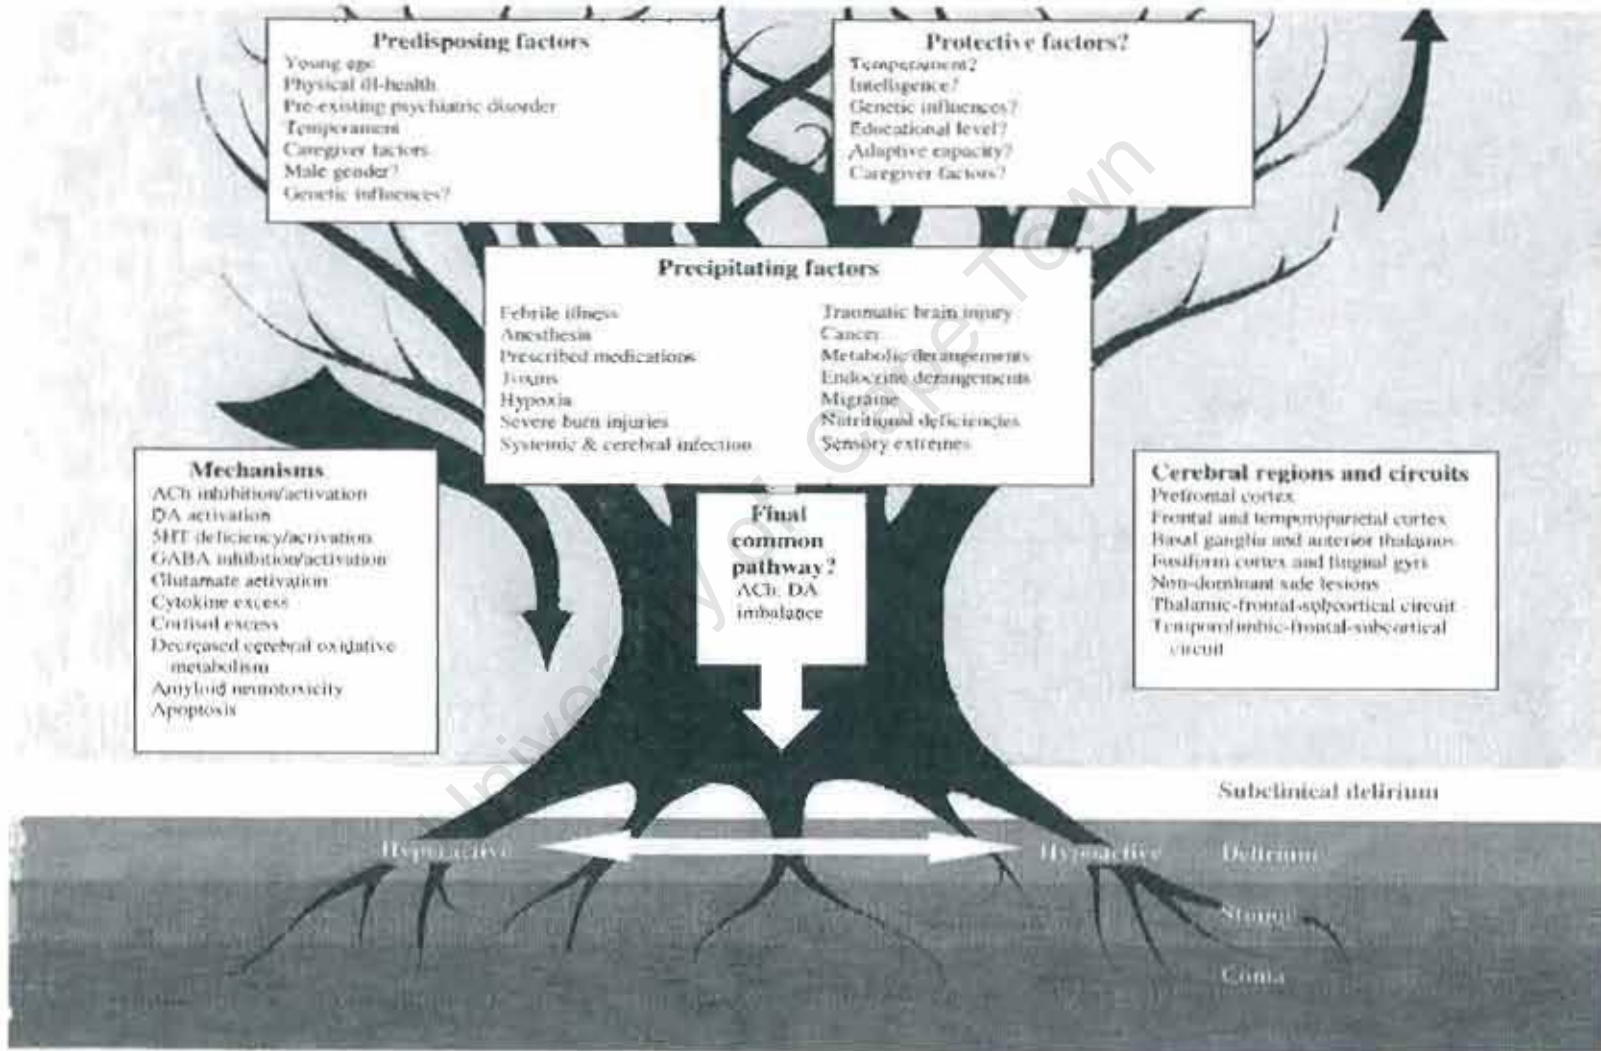 Predisposing factors
Young age
Physical ill-health
Pre-existing psychiatric disorder
Temperament
Caregiver factors
Male gender?
Genetic influences?
Protective factors?
Temperament?
Intelligence?
Genetic influences?
Educational level?
Adaptive capacity?
Caregiver factors?
Precipitating factors
Febrile illness
Anesthesia
Prescribed medications
Toxins
Hypoxia
Severe burn injuries
Systemic & cerebral infection
Traumatic brain injury
Cancer
Metabolic derangements
Endocrine derangements
Migraine
Nutritional deficiencies
Sensory extremes
Mechanisms
ACh inhibition/activation
DA activation
5HT deficiency/activation
GABA inhibition/activation
Glutamate activation
Cytokine excess
Cortisol excess
Decreased cerebral oxidative
metabolism
Amyloid neurotoxicity
Apoptosis
Final
common
pathway?
ACh, DA
imbalance
Cerebral regions and circuits
Prefrontal cortex
Frontal and temporoparietal cortex
Basal ganglia and anterior thalamus
Fusiform cortex and lingual gyri
Non-dominant side lesions
Thalamic-frontal-subcortical circuit
Temporolimbic-frontal-subcortical
circuit
Subclinical delirium
Hyperactive
Hypoactive
Delirium
Stupor
Coma
University of Cape Town